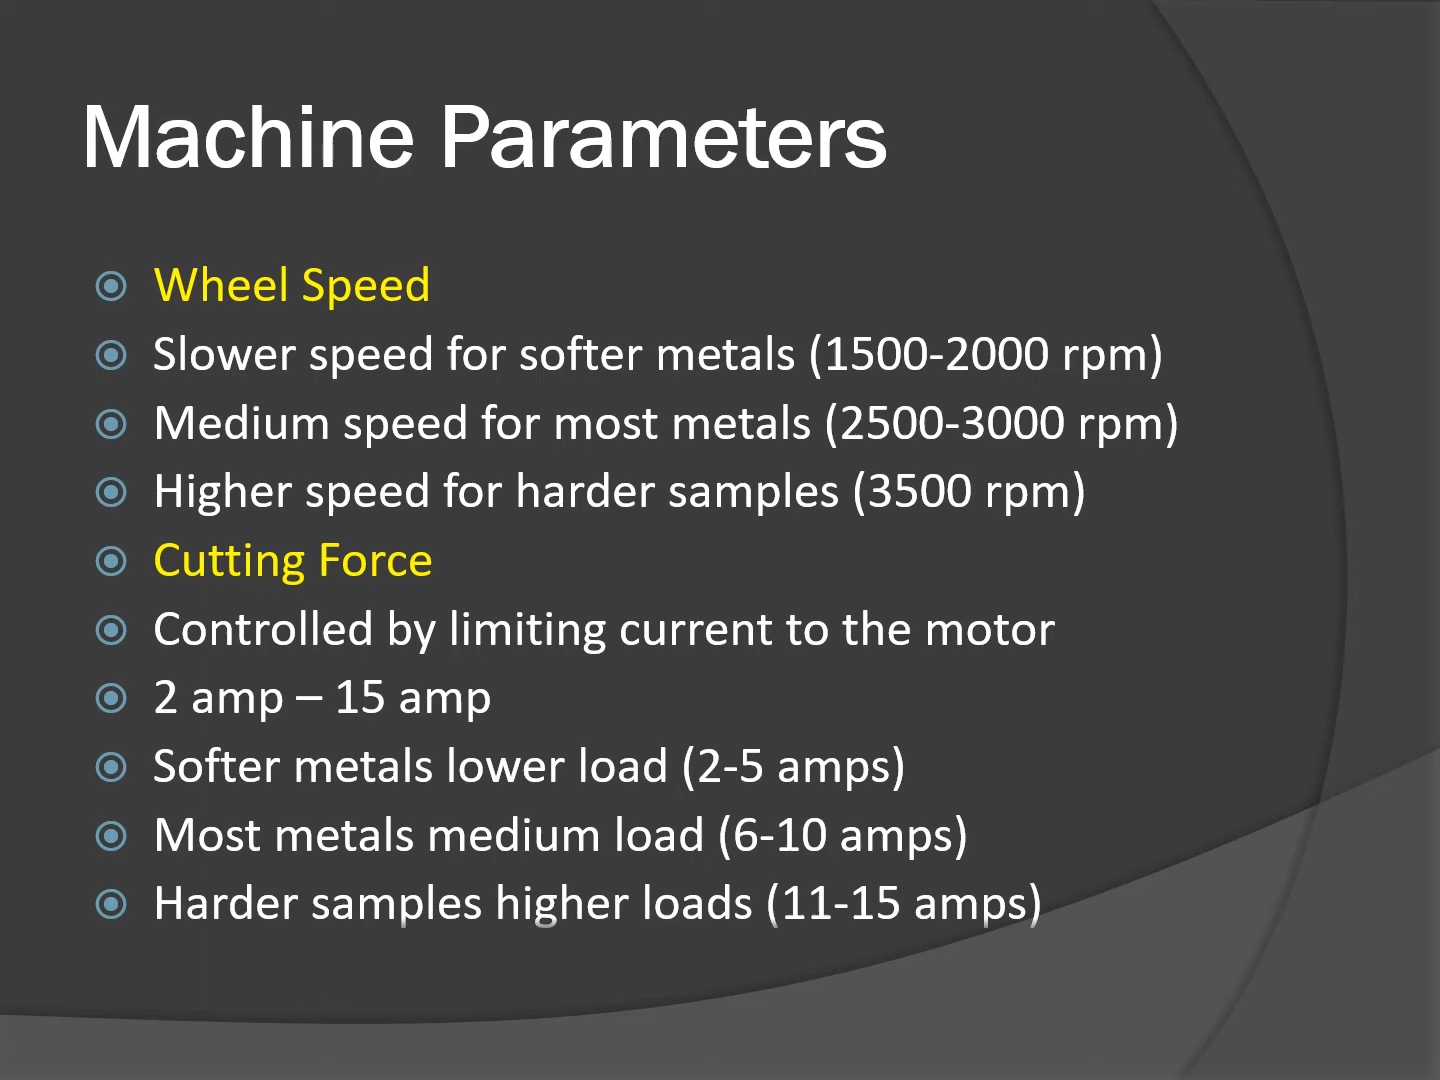 Machine Parameters
Wheel Speed
Slower speed for softer metals (1500-2000 rpm)
Medium speed for most metals (2500-3000 rpm)
Higher speed for harder samples (3500 rpm)
Cutting Force
Controlled by limiting current to the motor
2 amp – 15 amp
Softer metals lower load (2-5 amps)
Most metals medium load (6-10 amps)
Harder samples higher loads (11-15 amps)